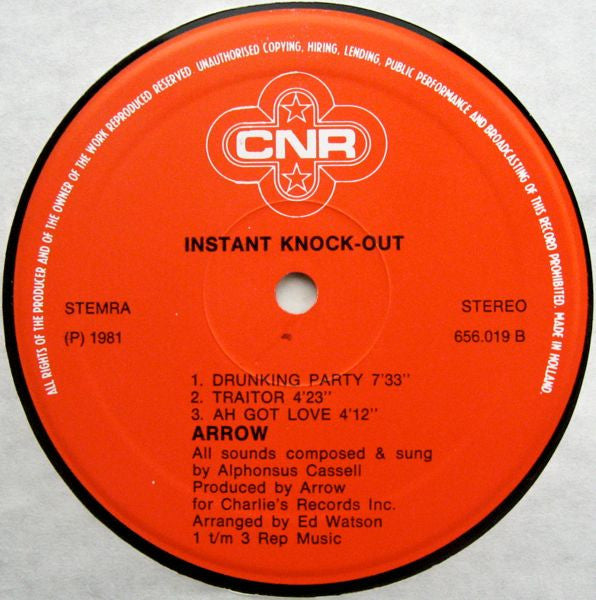 ALL RIGHTS OF THE PRODUCER AND OF THE OWNER OF THE WORK REPRODUCED RESERVED. UNAUTHORISED COPYING, HIRING, LENDING, PUBLIC PERFORMANCE AND BROADCASTING OF THIS RECORD PROHIBITED. MADE IN HOLLAND.
CNR
INSTANT KNOCK-OUT
STEMRA
STEREO
(P) 1981
656.019 B
1. DRUNKING PARTY 7'33''
2. TRAITOR 4'23''
3. AH GOT LOVE 4'12''
ARROW
All sounds composed & sung
by Alphonsus Cassell
Produced by Arrow
for Charlie's Records Inc.
Arranged by Ed Watson
1 t/m 3 Rep Music